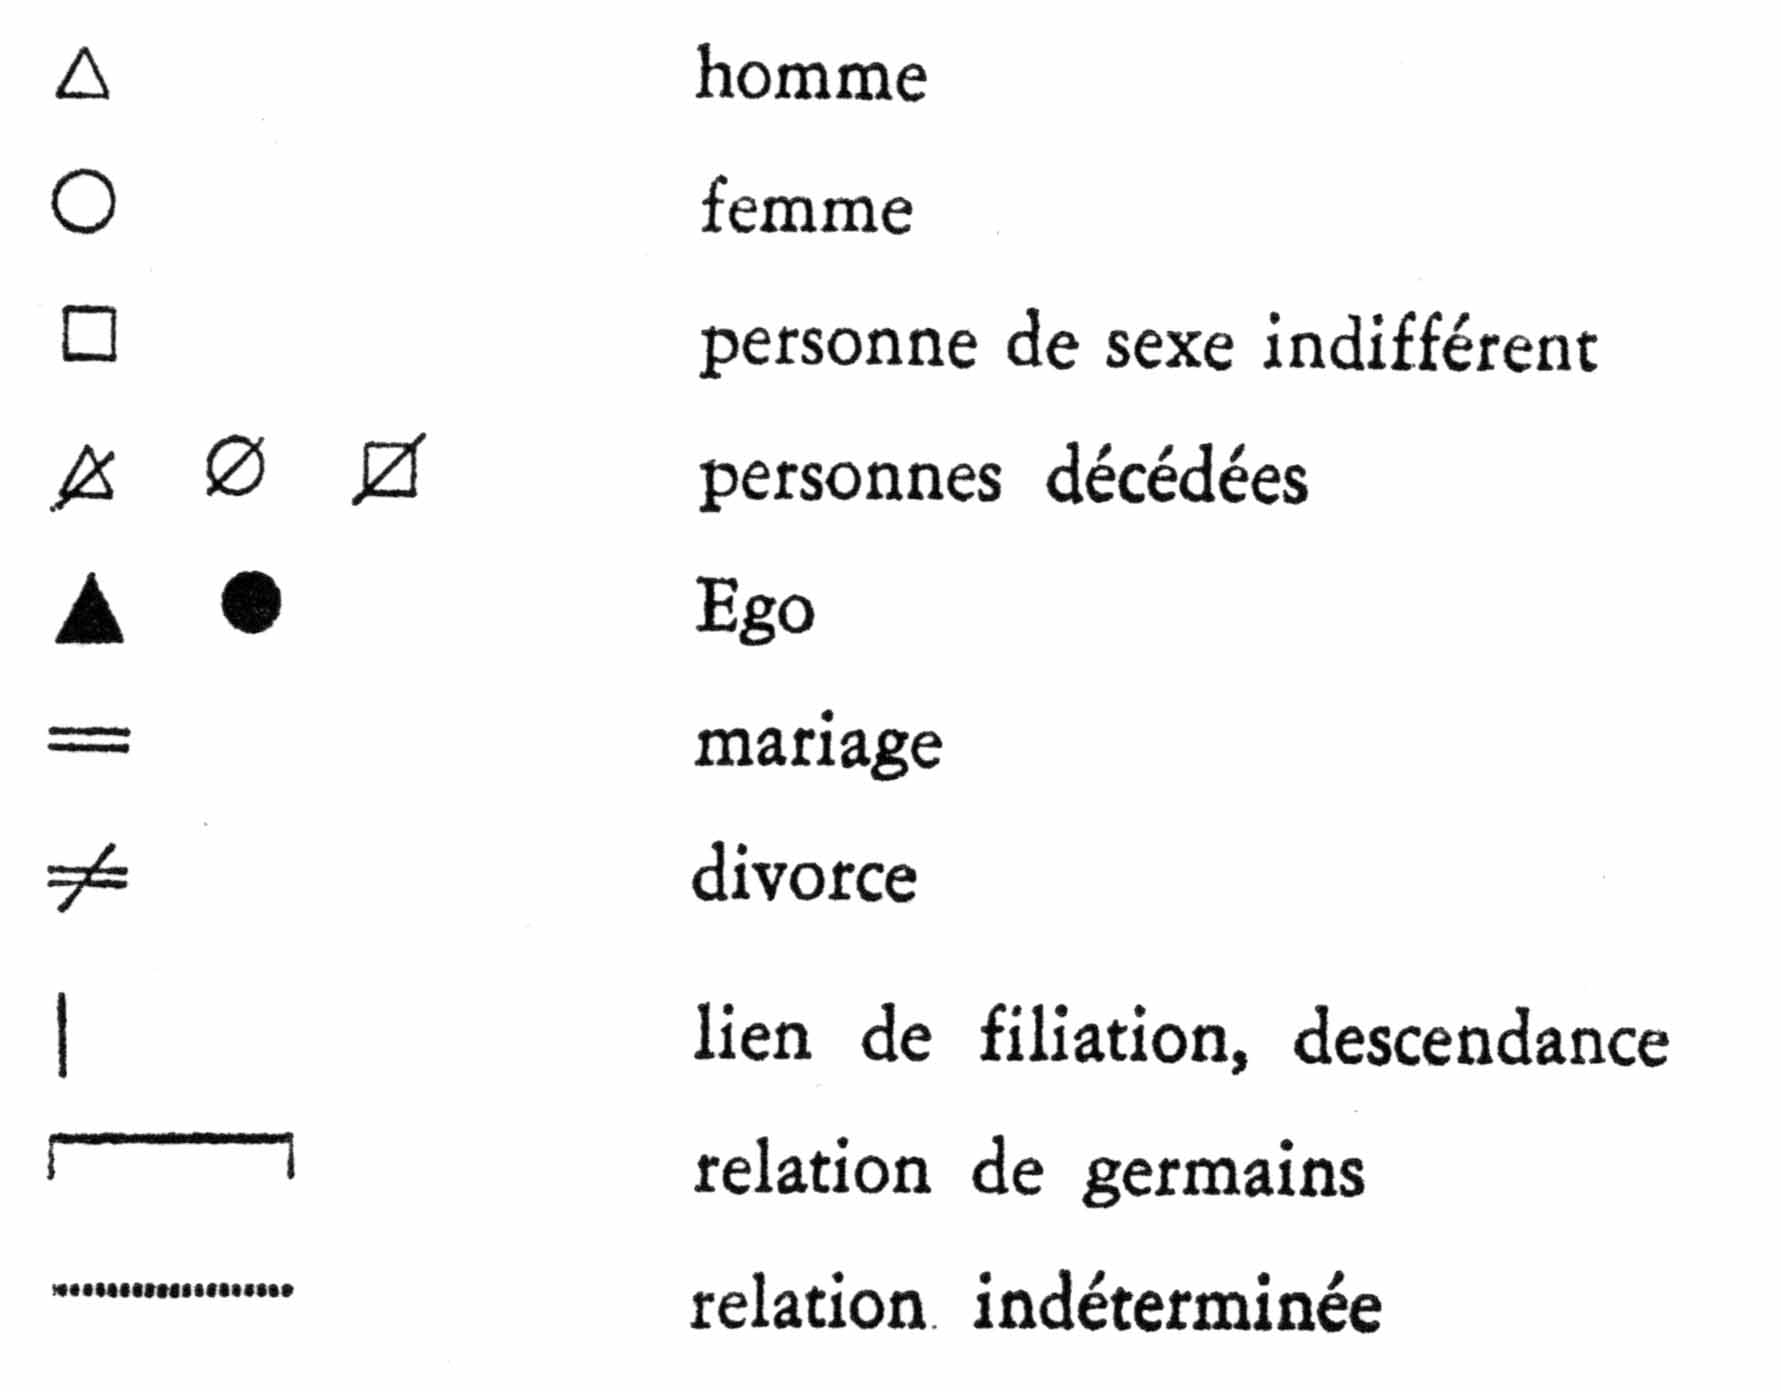 homme
femme
personne de sexe indifférent
personnes décédées
Ego
mariage
divorce
lien de filiation, descendance
relation de germains
relation indéterminée